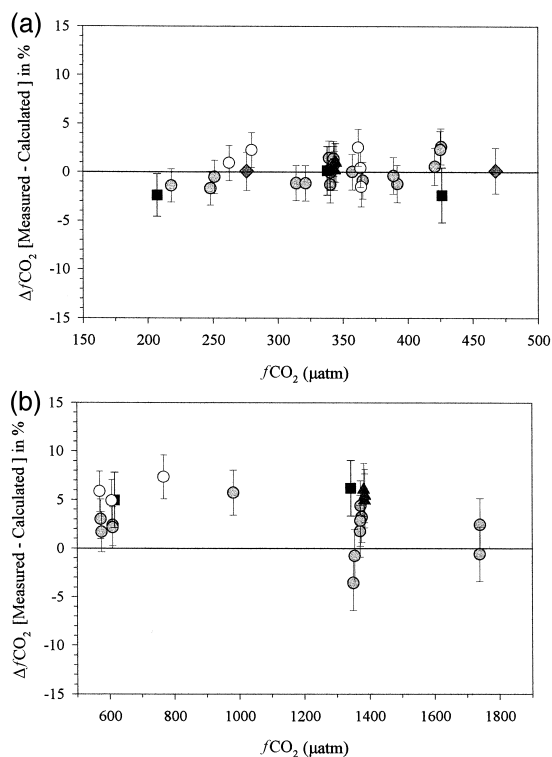 (a)
15
10
5
0
-5
-10
-15
ΔfCO₂ [Measured - Calculated ] in %
150 200 250 300 350 400 450 500
fCO₂ (µatm)
(b)
15
10
5
0
-5
-10
-15
ΔfCO₂ [Measured - Calculated ] in %
600 800 1000 1200 1400 1600 1800
fCO₂ (µatm)